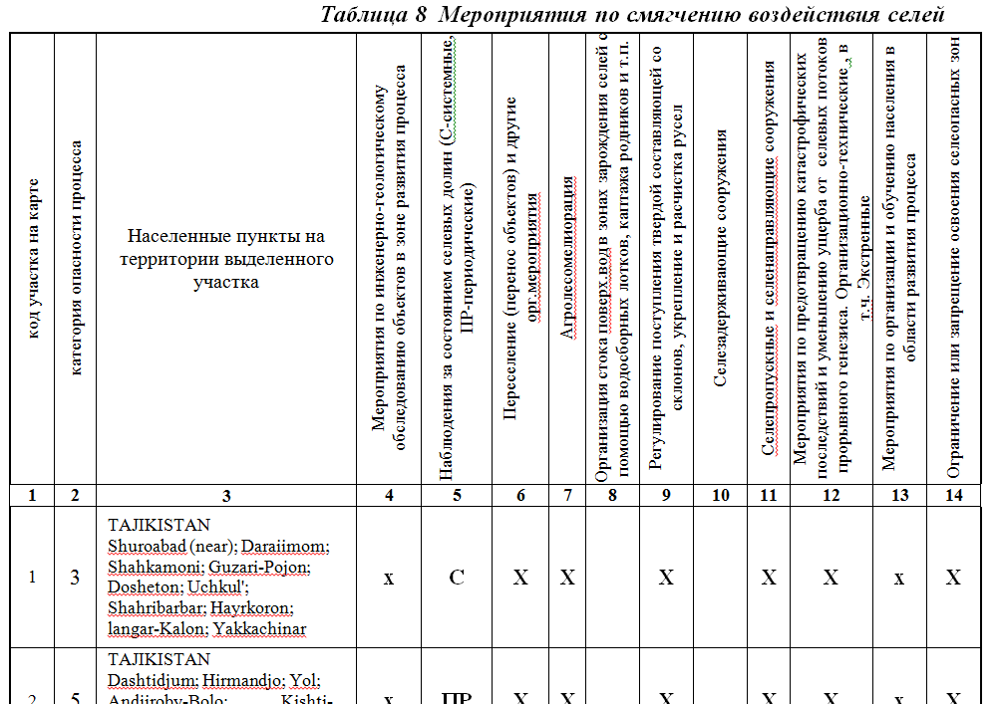 Таблица 8 Мероприятия по смягчению воздействия селей
код участка на карте
категория опасности процесса
Населенные пункты на
территории выделенного
участка
Мероприятия по инженерно-геологическому
обследованию объектов в зоне развития процесса
Наблюдения за состоянием селевых долин (С-системные,
ПР-периодические)
Переселение (перенос объектов) и другие
орг.мероприятия
Агролесомелиорация
Организация стока поверх.вод в зонах зарождения селей с
помощью водосборных лотков, каптажа родников и т.п.
Регулирование поступления твердой составляющей со
склонов, укрепление и расчистка русел
Селезадерживающие сооружения
Селепропускные и селенаправляющие сооружения
Мероприятия по предотвращению катастрофических
последствий и уменьшению ущерба от селевых потоков
прорывного генезиса. Организационно-технические , в
т.ч. Экстренные
Мероприятия по организации и обучению населения в
области развития процесса
Ограничение или запрещение освоения селеопасных зон
1 2 3 4 5 6 7 8 9 10 11 12 13 14
TAJIKISTAN
Shuroabad (near); Daraiimom;
Shahkamoni; Guzari-Pojon;
1 3 Dosheton; Uchkul'; x С X X X X X x X
Shahribarbar; Hayrkoron;
langar-Kalon; Yakkachinar
TAJIKISTAN
Dashtidjum; Hirmandjo; Yol;
2 5 Andjiroby-Bolo; Kishti- x ПР X X X X X x X